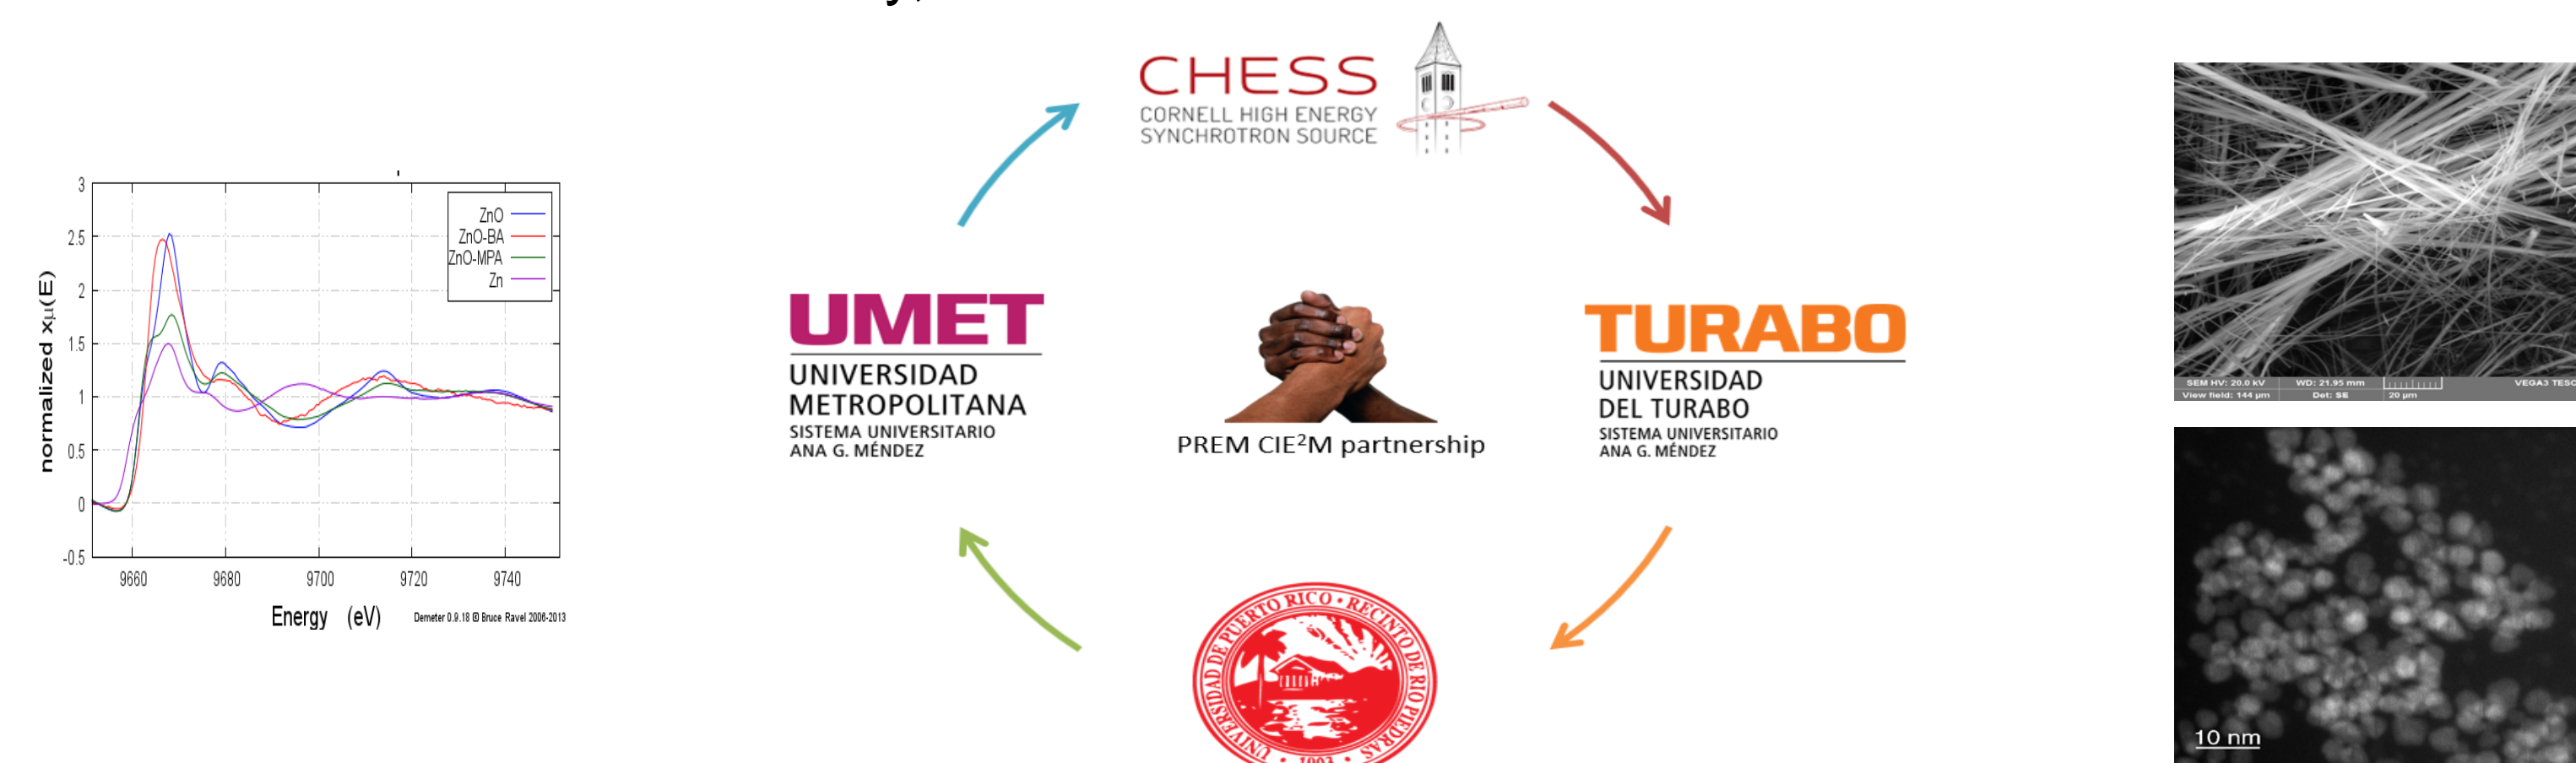 CHESS
CORNELL HIGH ENERGY
SYNCHROTRON SOURCE
3
2.5
2
1.5
1
0.5
0
-0.5
normalized xμ(E)
ZnO
ZnO-BA
ZnO-MPA
Zn
9660
9680
9700
9720
9740
Energy (eV)
Demeter 0.9.18 © Bruce Ravel 2006-2013
UMET
UNIVERSIDAD
METROPOLITANA
SISTEMA UNIVERSITARIO
ANA G. MÉNDEZ
PREM CIE²M partnership
TURABO
UNIVERSIDAD
DEL TURABO
SISTEMA UNIVERSITARIO
ANA G. MÉNDEZ
UNIVERSIDAD DE PUERTO RICO • RECINTO DE RIO PIEDRAS
• 1903 •
SEM HV: 20.0 kV WD: 21.95 mm VEGA3 TESC
View field: 144 µm Det: SE 20 µm
10 nm